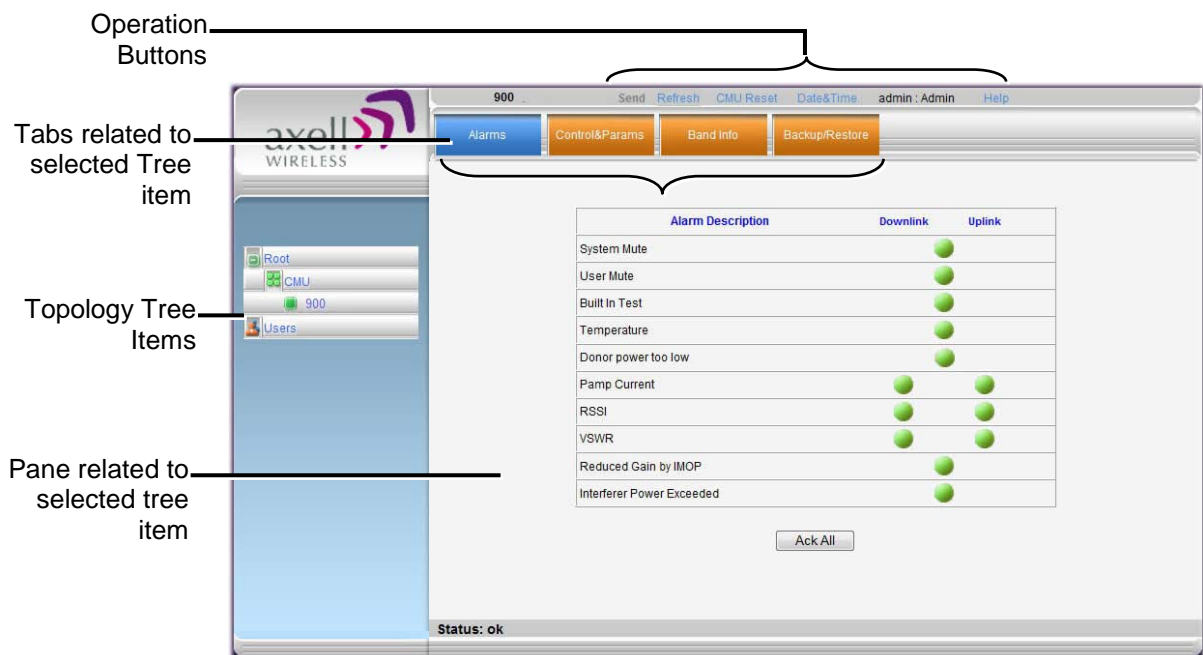 Operation
Buttons
900 Send Refresh CMU Reset Date&Time admin : Admin Help
axell
WIRELESS
Tabs related to
selected Tree
item
Alarms Control&Params Band Info Backup/Restore
Alarm Description Downlink Uplink
System Mute
User Mute
Built In Test
Temperature
Donor power too low
Pamp Current
RSSI
VSWR
Reduced Gain by IMOP
Interferer Power Exceeded
Root
CMU
900
Users
Topology Tree
Items
Pane related to
selected tree
item
Ack All
Status: ok